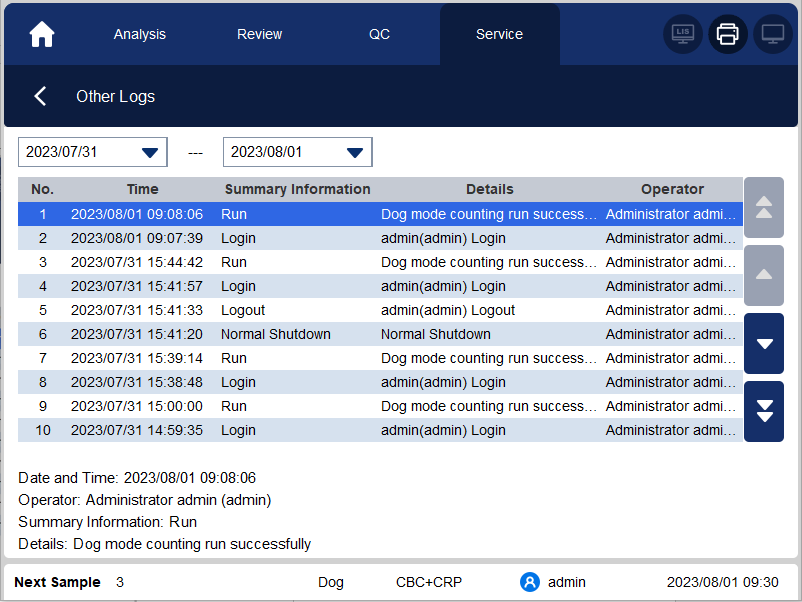 Analysis Review QC Service LIS
Other Logs
2023/07/31 --- 2023/08/01
No. Time Summary Information Details Operator
1 2023/08/01 09:08:06 Run Dog mode counting run success... Administrator admi...
2 2023/08/01 09:07:39 Login admin(admin) Login Administrator admi...
3 2023/07/31 15:44:42 Run Dog mode counting run success... Administrator admi...
4 2023/07/31 15:41:57 Login admin(admin) Login Administrator admi...
5 2023/07/31 15:41:33 Logout admin(admin) Logout Administrator admi...
6 2023/07/31 15:41:20 Normal Shutdown Normal Shutdown Administrator admi...
7 2023/07/31 15:39:14 Run Dog mode counting run success... Administrator admi...
8 2023/07/31 15:38:48 Login admin(admin) Login Administrator admi...
9 2023/07/31 15:00:00 Run Dog mode counting run success... Administrator admi...
10 2023/07/31 14:59:35 Login admin(admin) Login Administrator admi...
Date and Time: 2023/08/01 09:08:06
Operator: Administrator admin (admin)
Summary Information: Run
Details: Dog mode counting run successfully
Next Sample 3 Dog CBC+CRP admin 2023/08/01 09:30